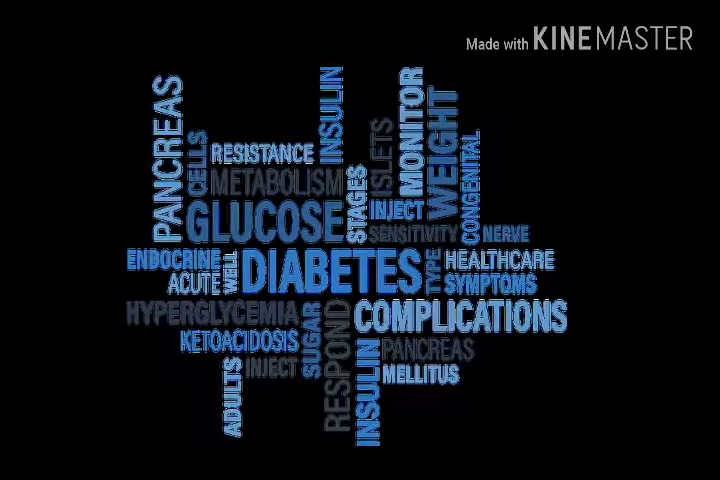 Made with KINEMASTER
PANCREAS
CELLS
RESISTANCE
INSULIN
METABOLISM
GLUCOSE
STAGES
ISLETS
MONITOR
WEIGHT
CONGENITAL
INJECT
SENSITIVITY
NERVE
ENDOCRINE
ACUTE
WELL
DIABETES
TYPE
HEALTHCARE
SYMPTOMS
HYPERGLYCEMIA
SUGAR
RESPOND
COMPLICATIONS
KETOACIDOSIS
INSULIN
PANCREAS
ADULTS
INJECT
MELLITUS